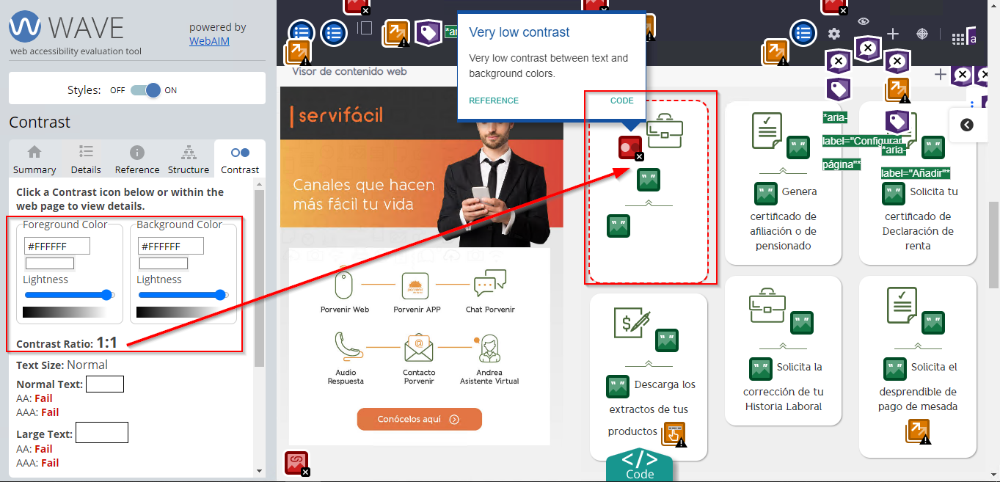 WAVE
powered by
WebAIM
web accessibility evaluation tool
Styles: OFF ON
Contrast
Summary
Details
Reference
Structure
Contrast
Click a Contrast icon below or within the
web page to view details.
Foreground Color
#FFFFFF
Lightness
Background Color
#FFFFFF
Lightness
Contrast Ratio: 1:1
Text Size: Normal
Normal Text:
AA: Fail
AAA: Fail
Large Text:
AA: Fail
AAA: Fail
Very low contrast
Very low contrast between text and
background colors.
REFERENCE
CODE
Visor de contenido web
servifácil
Canales que hacen
más fácil tu vida
Porvenir Web
Porvenir APP
Chat Porvenir
Audio
Respuesta
Contacto
Porvenir
Andrea
Asistente Virtual
Conócelos aquí
Descarga los
extractos de tus
productos
*aria-
label="Configurar
página"*
Genera
certificado de
afiliación o de
pensionado
*aria-
label="Añadir"*
Solicita tu
certificado de
Declaración de
renta
Solicita la
corrección de tu
Historia Laboral
Solicita el
desprendible de
pago de mesada
</> Code